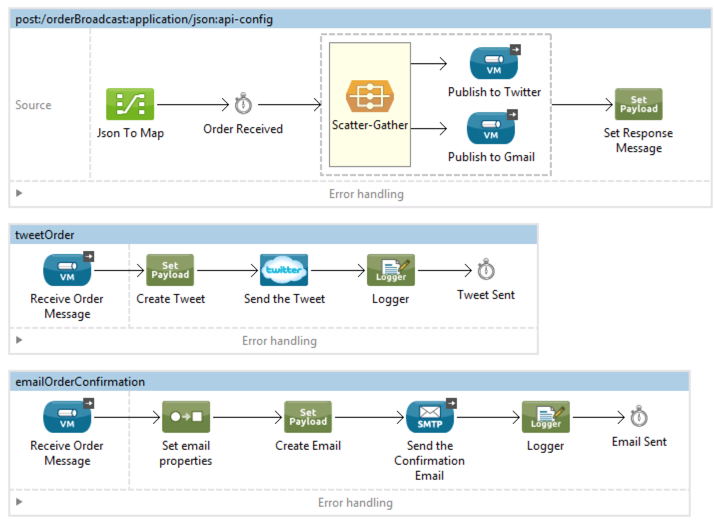 post:/orderBroadcast:application/json:api-config
Source
Json To Map
Order Received
Scatter-Gather
VM
Publish to Twitter
VM
Publish to Gmail
Set
Payload
Set Response
Message
Error handling
tweetOrder
VM
Receive Order
Message
Set
Payload
Create Tweet
twitter
Send the Tweet
Logger
Logger
Tweet Sent
Error handling
emailOrderConfirmation
VM
Receive Order
Message
Set email
properties
Set
Payload
Create Email
SMTP
Send the
Confirmation
Email
Logger
Logger
Email Sent
Error handling